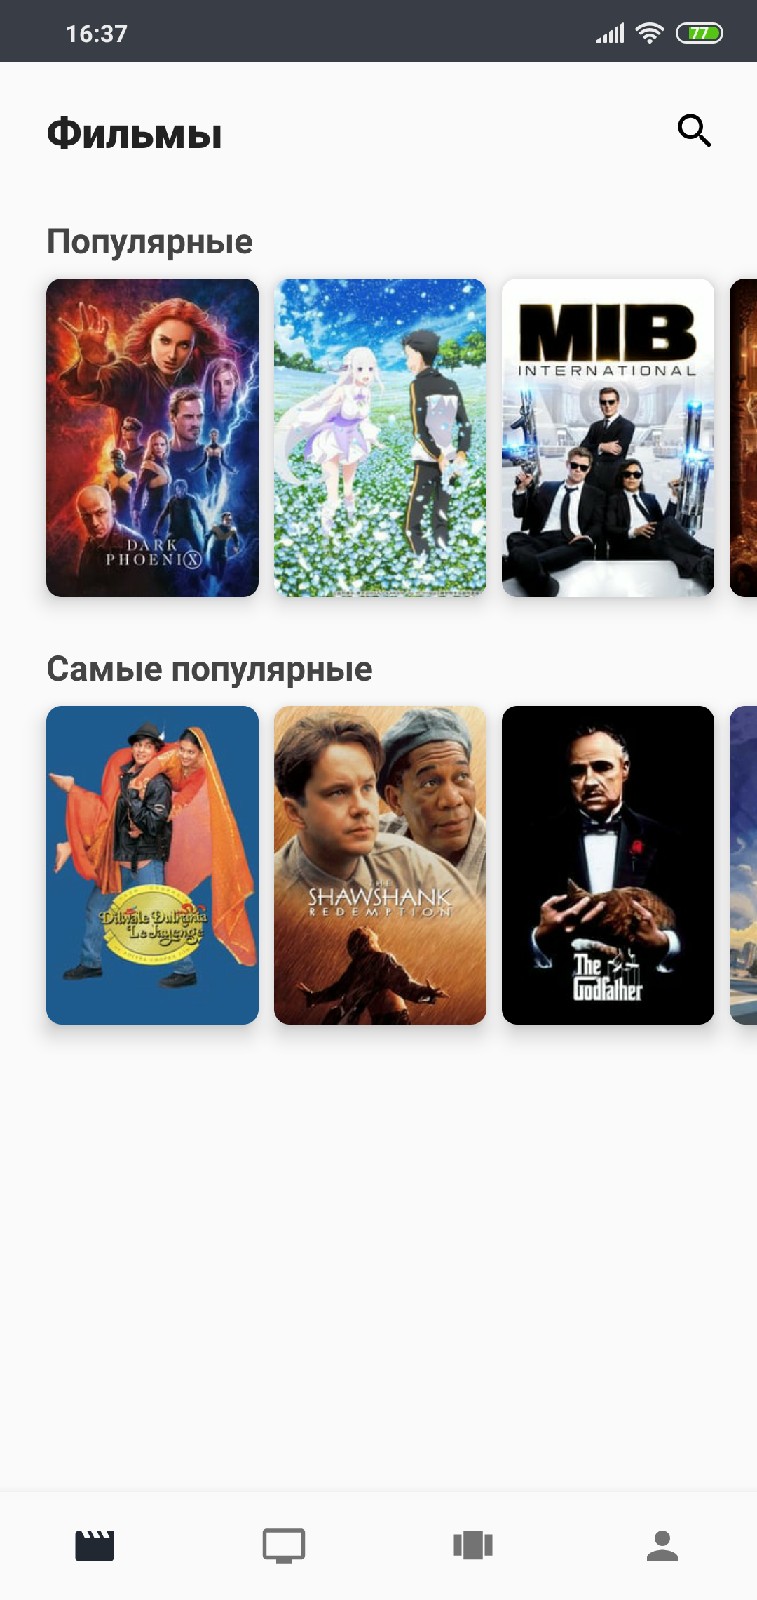 16:37
77
Фильмы
Популярные
DARK
PHOENIX
MIB
INTERNATIONAL
Самые популярные
Dilwale Dulhania
Le Jayenge
THE
SHAWSHANK
REDEMPTION
The
Godfather